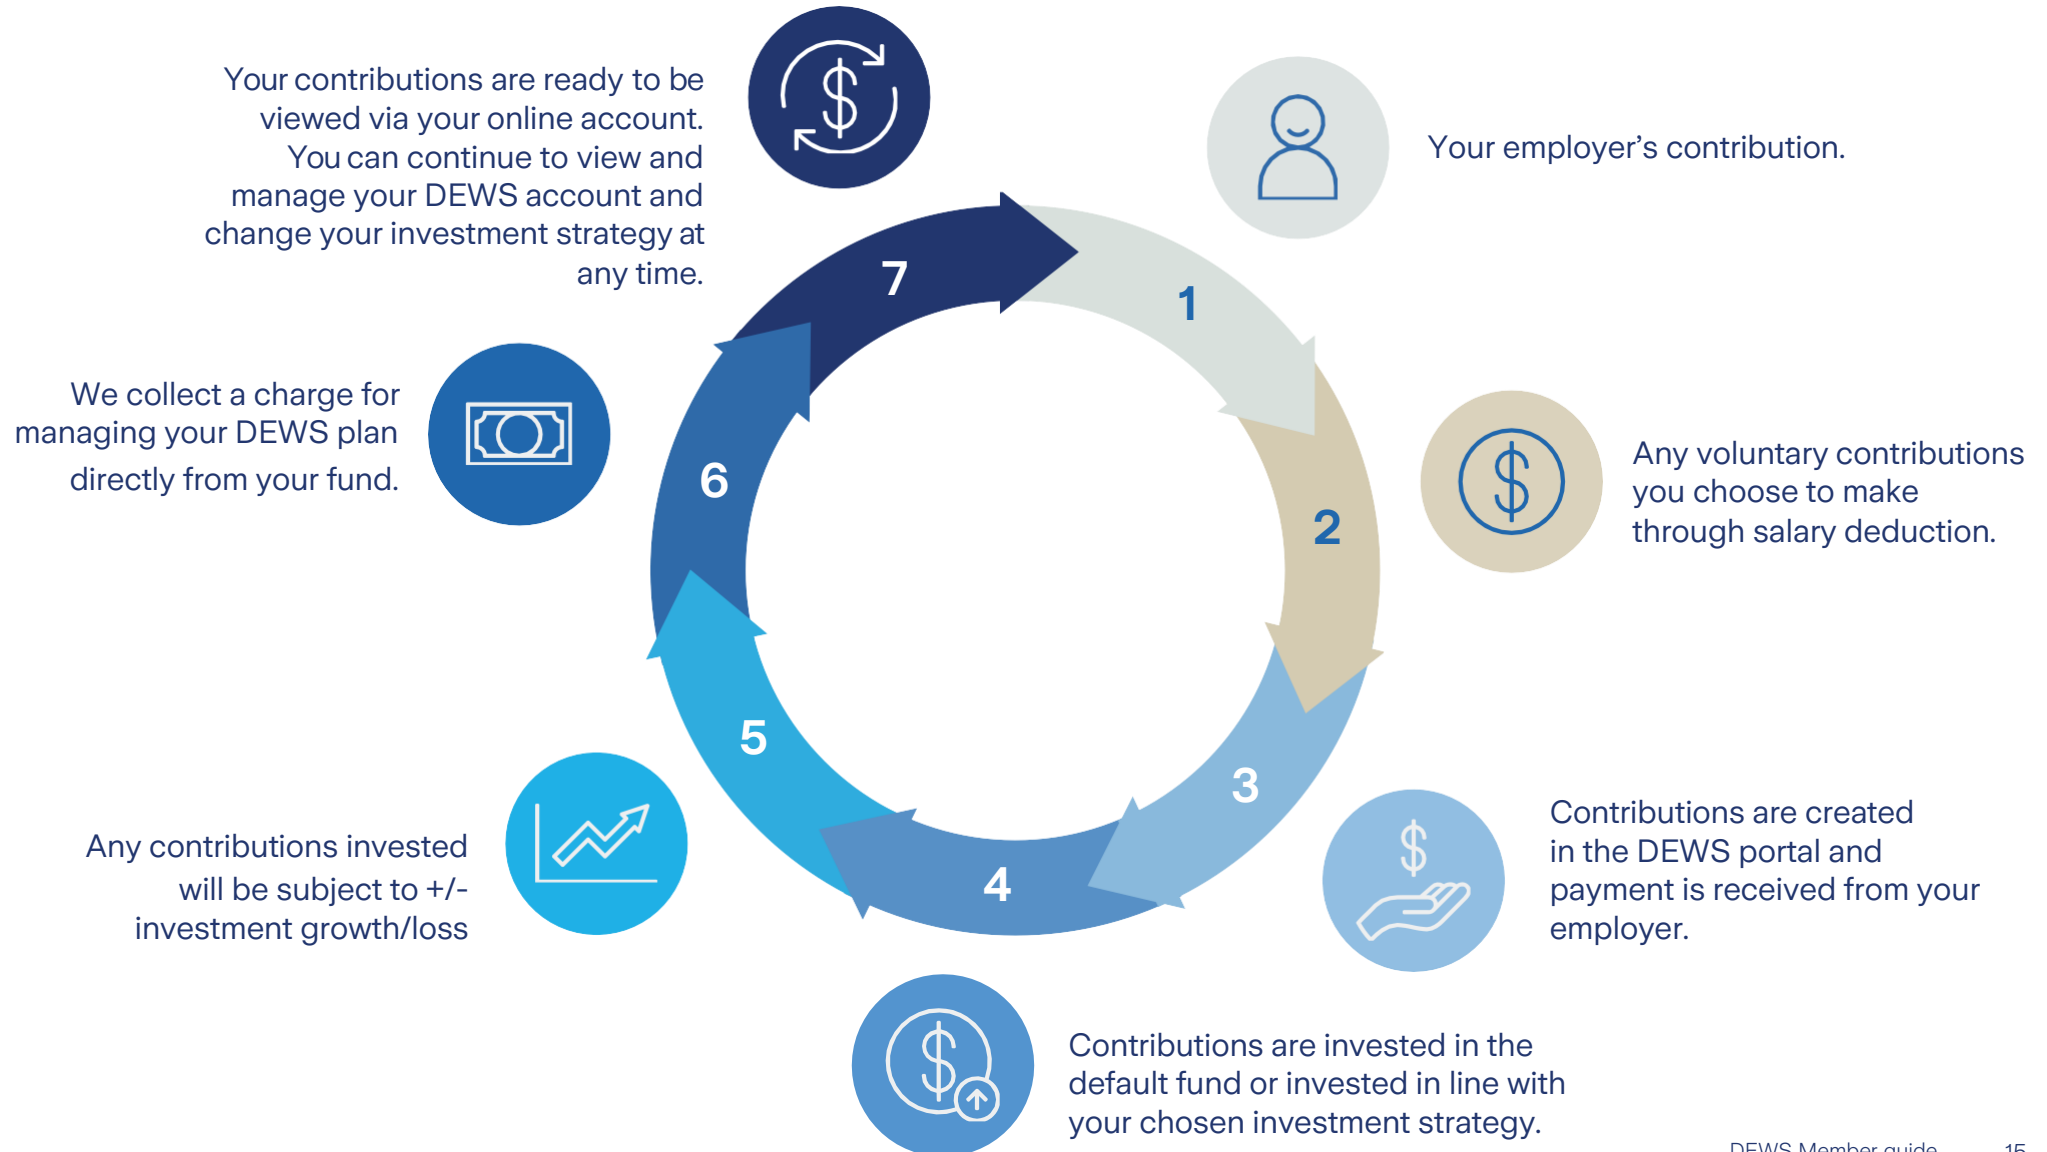 1
Your employer’s contribution.
2
Any voluntary contributions
you choose to make
through salary deduction.
3
Contributions are created
in the DEWS portal and
payment is received from your
employer.
4
Contributions are invested in the
default fund or invested in line with
your chosen investment strategy.
5
Any contributions invested
will be subject to +/-
investment growth/loss
6
We collect a charge for
managing your DEWS plan
directly from your fund.
7
Your contributions are ready to be
viewed via your online account.
You can continue to view and
manage your DEWS account and
change your investment strategy at
any time.
DEWS Member guide 15